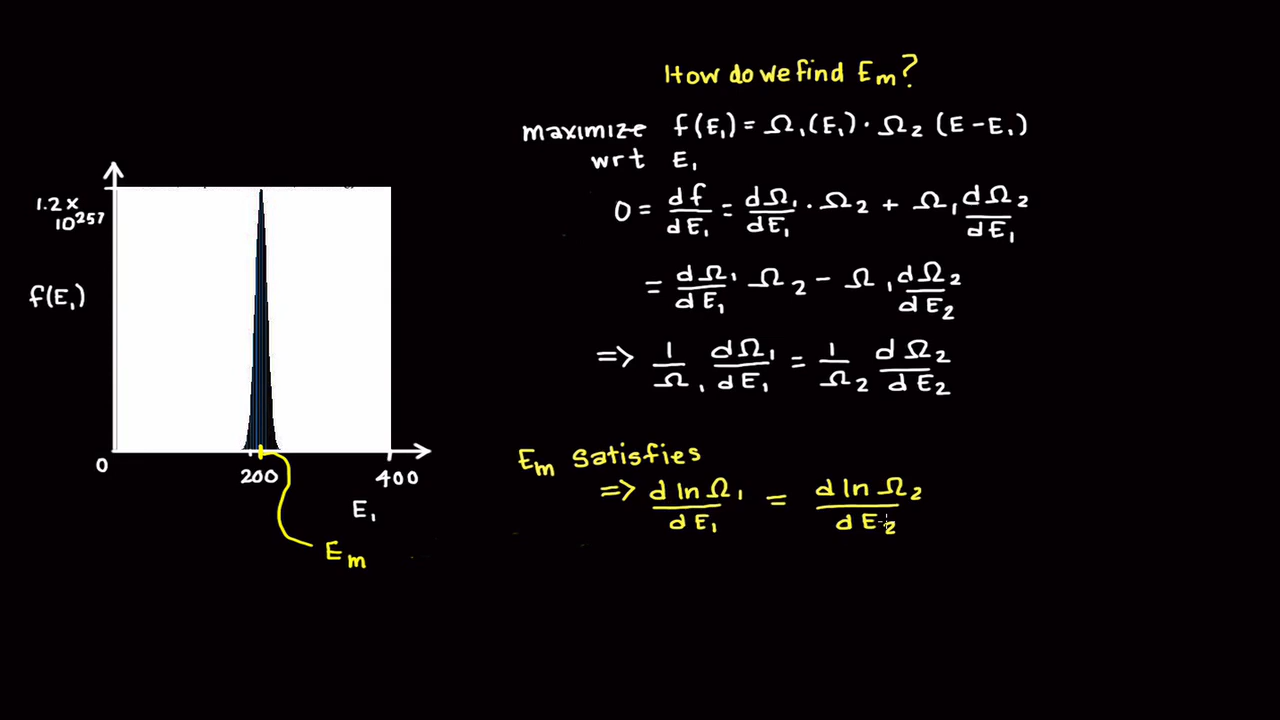 How do we find Em?
maximize f(E₁) = Ω₁(E₁) · Ω₂ (E − E₁)
wrt E₁
0 = df/dE₁ = dΩ₁/dE₁ · Ω₂ + Ω₁ dΩ₂/dE₁
= dΩ₁/dE₁ Ω₂ − Ω₁ dΩ₂/dE₂
=> 1/Ω₁ dΩ₁/dE₁ = 1/Ω₂ dΩ₂/dE₂
Em satisfies
=> d ln Ω₁/dE₁ = d ln Ω₂/dE₂
1.2 x
10²⁵⁷
f(E₁)
0
200
400
E₁
Em